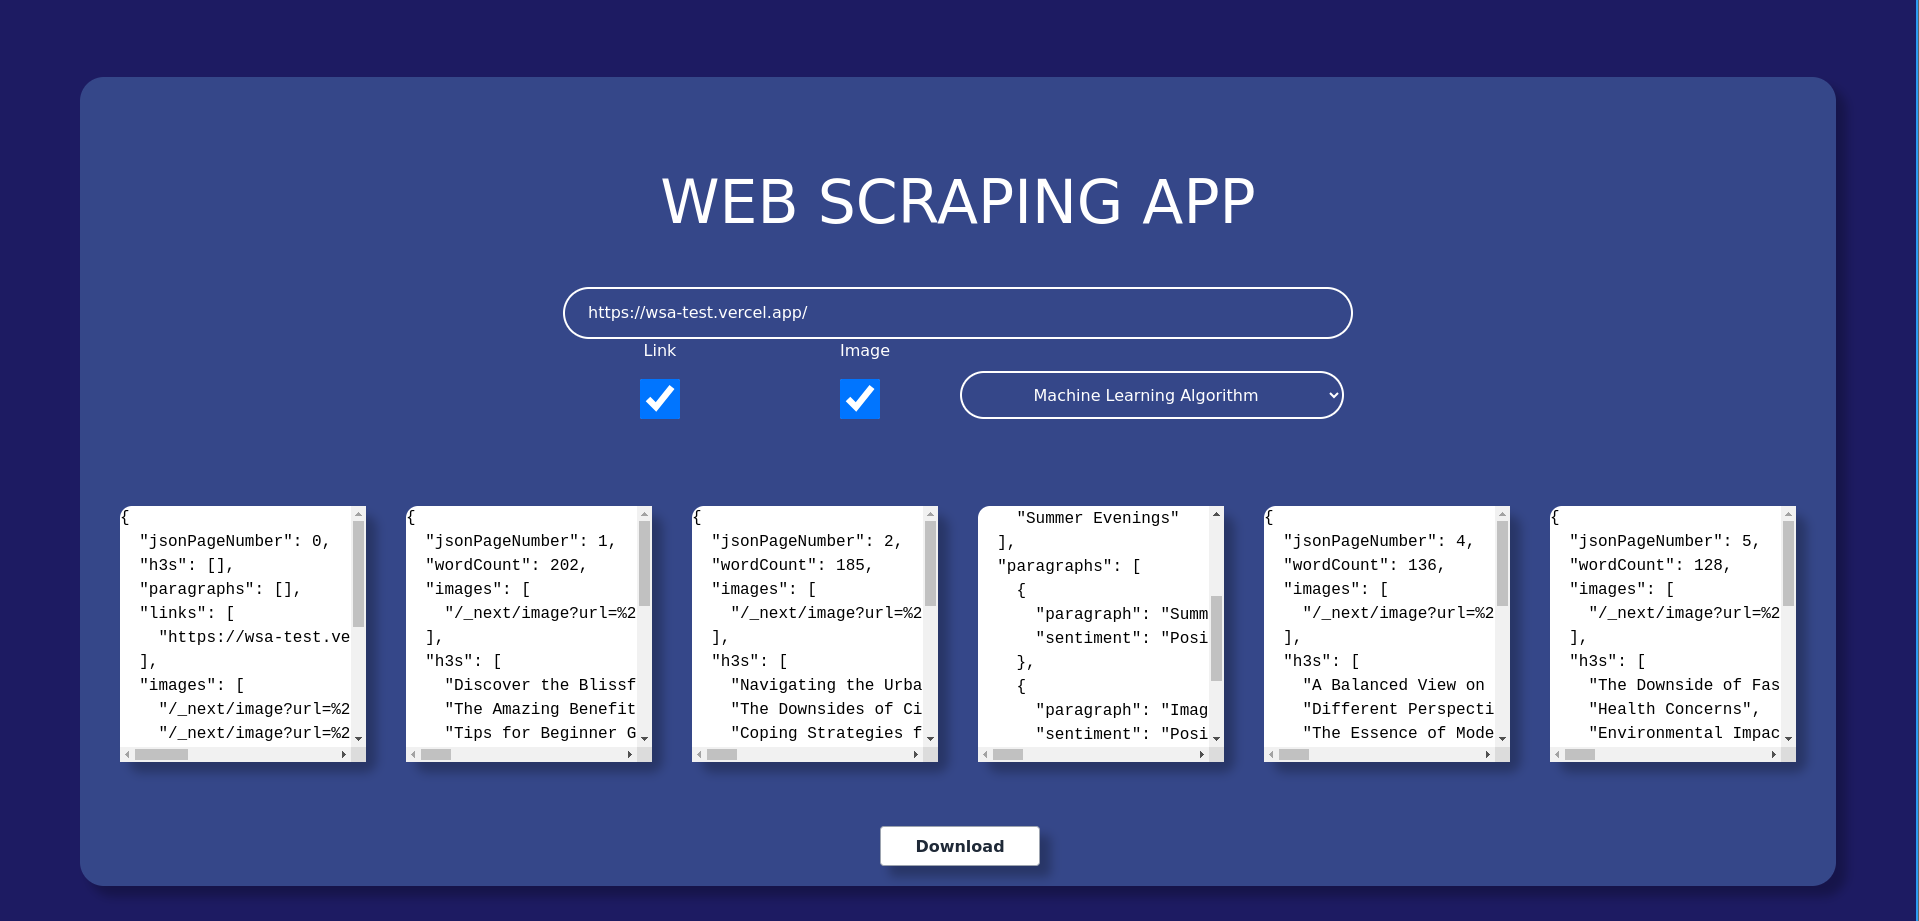 WEB SCRAPING APP
https://wsa-test.vercel.app/
Link
Image
Machine Learning Algorithm
{
"jsonPageNumber": 0,
"h3s": [],
"paragraphs": [],
"links": [
"https://wsa-test.ve
],
"images": [
"/_next/image?url=%2
"/_next/image?url=%2
{
"jsonPageNumber": 1,
"wordCount": 202,
"images": [
"/_next/image?url=%2
],
"h3s": [
"Discover the Blissf
"The Amazing Benefit
"Tips for Beginner G
{
"jsonPageNumber": 2,
"wordCount": 185,
"images": [
"/_next/image?url=%2
],
"h3s": [
"Navigating the Urba
"The Downsides of Ci
"Coping Strategies f
"Summer Evenings"
],
"paragraphs": [
{
"paragraph": "Summ
"sentiment": "Posi
},
{
"paragraph": "Imag
"sentiment": "Posi
{
"jsonPageNumber": 4,
"wordCount": 136,
"images": [
"/_next/image?url=%2
],
"h3s": [
"A Balanced View on
"Different Perspecti
"The Essence of Mode
{
"jsonPageNumber": 5,
"wordCount": 128,
"images": [
"/_next/image?url=%2
],
"h3s": [
"The Downside of Fas
"Health Concerns",
"Environmental Impac
Download